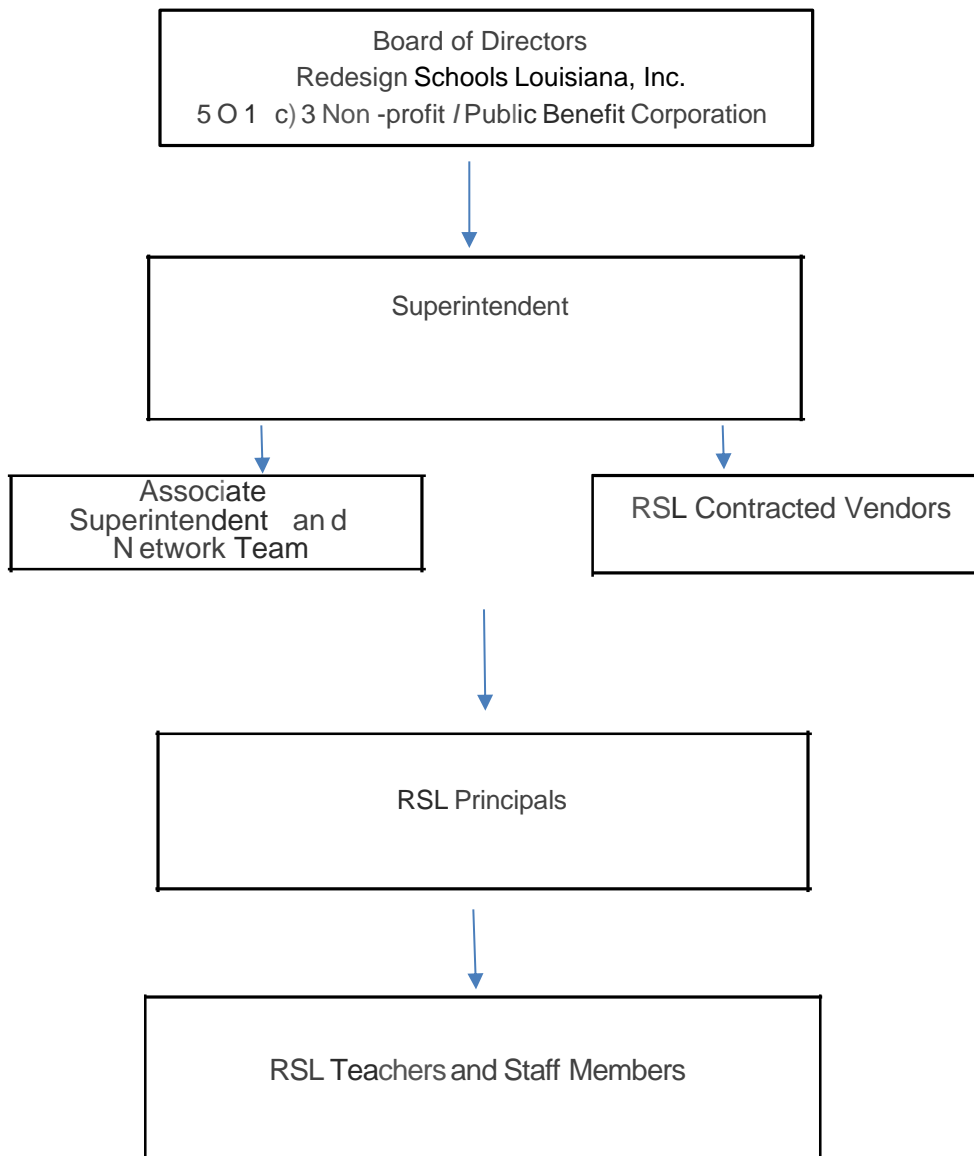 Board of Directors
Redesign Schools Louisiana, Inc.
5 O 1 c) 3 Non -profit / Public Benefit Corporation
Superintendent
Associate
Superintendent an d
N etwork Team
RSL Contracted Vendors
RSL Principals
RSL Teachers and Staff Members